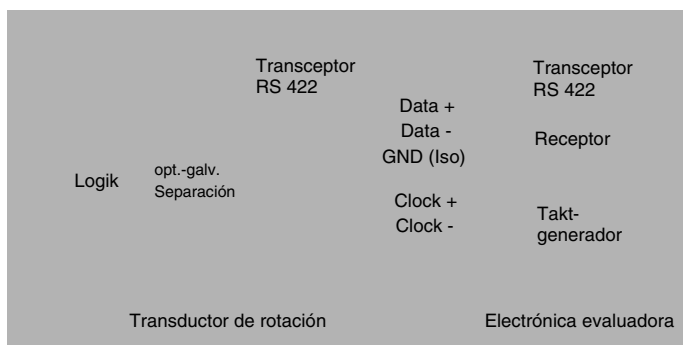 Transceptor
RS 422
Transceptor
RS 422
Data +
Data -
GND (Iso)
Receptor
Logik
opt.-galv.
Separación
Clock +
Clock -
Takt-
generador
Transductor de rotación
Electrónica evaluadora